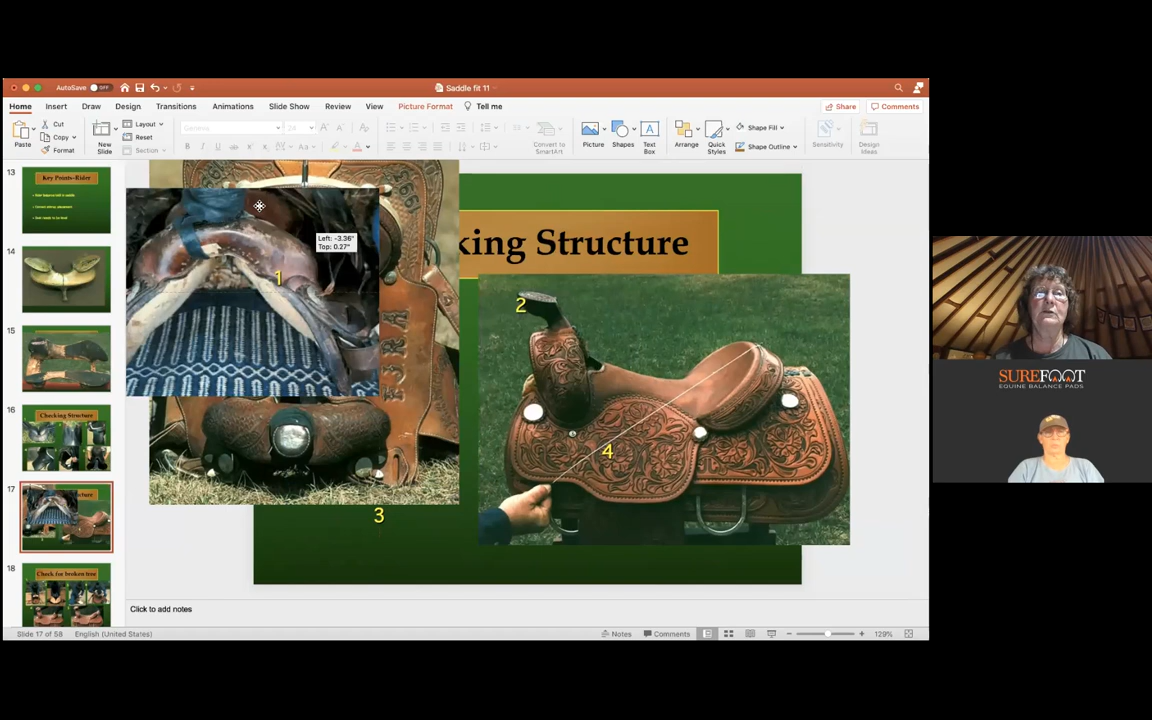 AutoSave OFF
Saddle fit 11
Home Insert Draw Design Transitions Animations Slide Show Review View Picture Format Tell me
Share Comments
Paste
Cut
Copy
Format
New Slide
Layout
Reset
Section
Convert to SmartArt
Picture
Shapes
Text Box
Arrange
Quick Styles
Shape Fill
Shape Outline
Sensitivity
Design Ideas
13
Key Points-Rider
14
15
16
Checking Structure
17
18
Check for broken tree
king Structure
Left: -3.36"
Top: 0.27"
1
2
3
4
Click to add notes
Slide 17 of 58 English (United States)
Notes Comments 129%
SUREFOOT
EQUINE BALANCE PADS